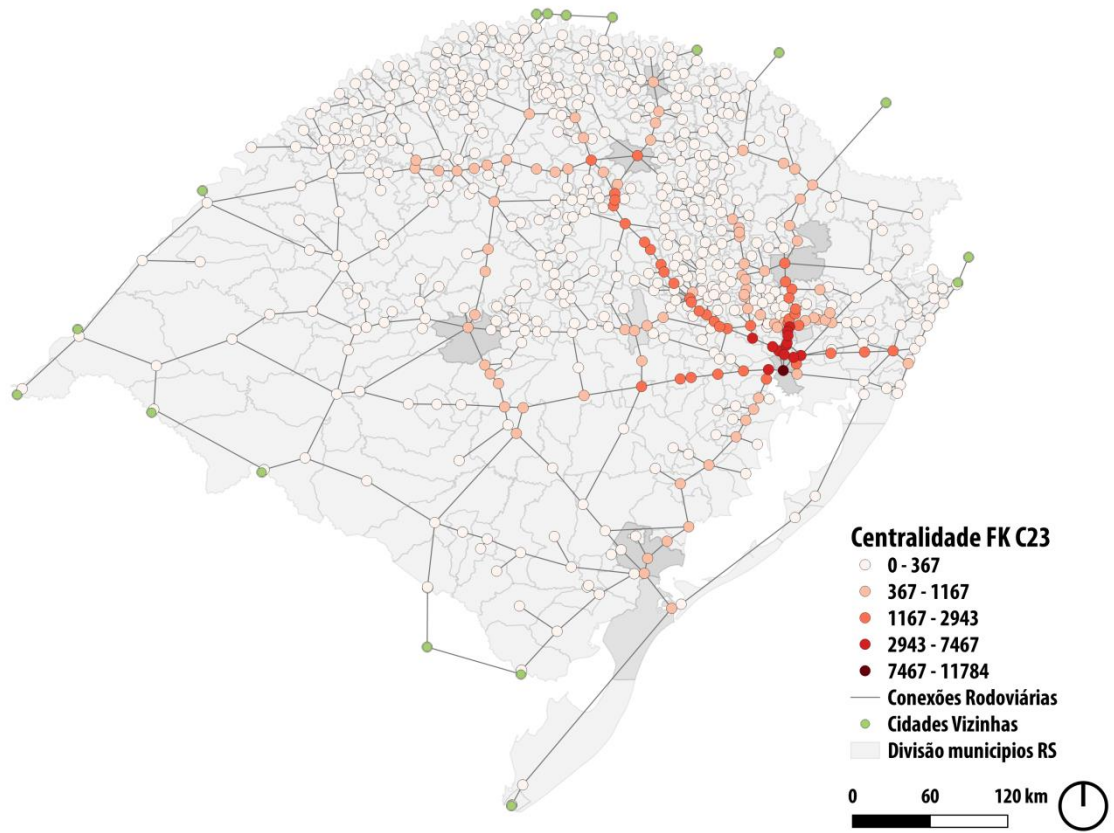 Centralidade FK C23
0 - 367
367 - 1167
1167 - 2943
2943 - 7467
7467 - 11784
Conexões Rodoviárias
Cidades Vizinhas
Divisão municipios RS
0 60 120 km